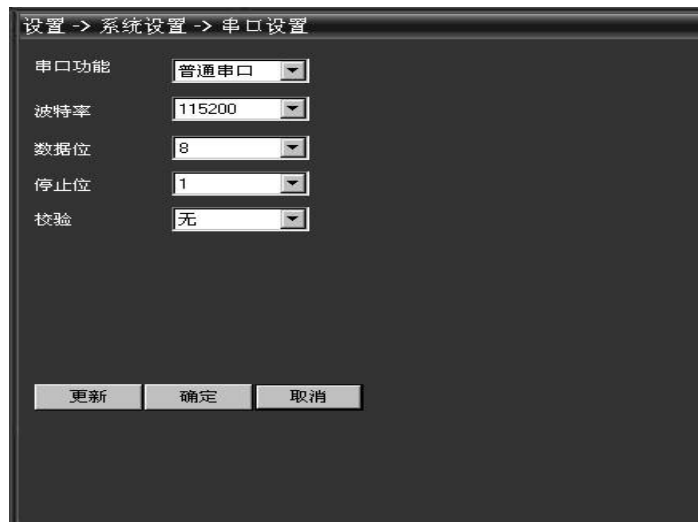 设置 -> 系统设置 -> 串口设置
串口功能 普通串口
波特率 115200
数据位 8
停止位 1
校验 无
更新 确定 取消